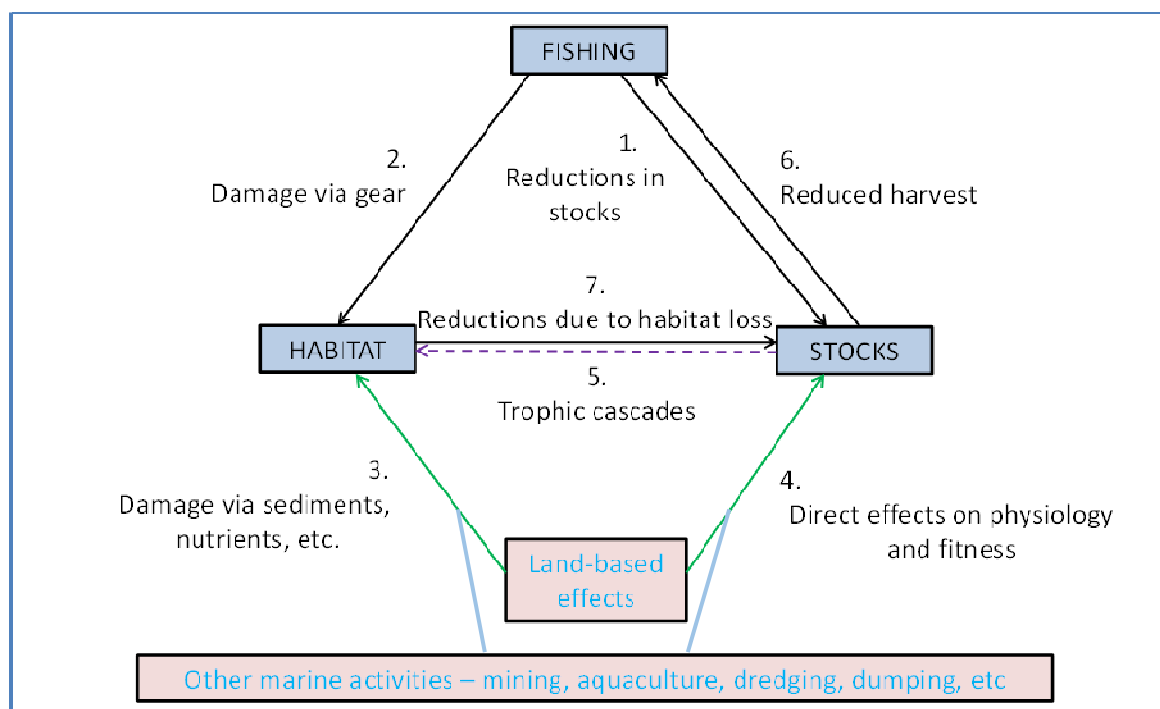 FISHING
1.
Reductions in
stocks
2.
Damage via gear
6.
Reduced harvest
7.
Reductions due to habitat loss
HABITAT
STOCKS
5.
Trophic cascades
3.
Damage via sediments,
nutrients, etc.
4.
Direct effects on physiology
and fitness
Land-based
effects
Other marine activities – mining, aquaculture, dredging, dumping, etc